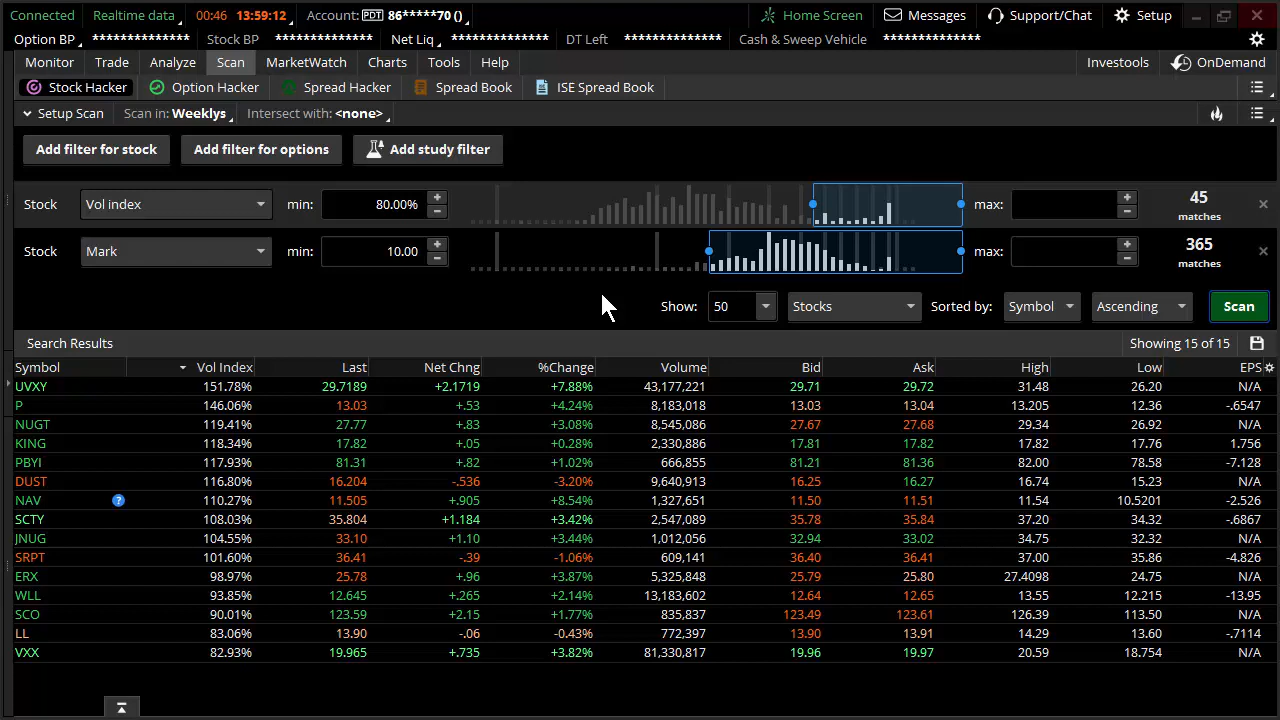 Connected Realtime data 00:46 13:59:12 Account: PDT 86*****70 () Home Screen Messages Support/Chat Setup
Option BP ************** Stock BP ************** Net Liq ************** DT Left ************** Cash & Sweep Vehicle **************
Monitor Trade Analyze Scan MarketWatch Charts Tools Help Investools OnDemand
Stock Hacker Option Hacker Spread Hacker Spread Book ISE Spread Book
Setup Scan Scan in: Weeklys Intersect with: <none>
Add filter for stock Add filter for options Add study filter
Stock Vol index min: 80.00% max: 45
matches
Stock Mark min: 10.00 max: 365
matches
Show: 50 Stocks Sorted by: Symbol Ascending Scan
Search Results Showing 15 of 15
Symbol Vol Index Last Net Chng %Change Volume Bid Ask High Low EPS
UVXY 151.78% 29.7189 +2.1719 +7.88% 43,177,221 29.71 29.72 31.48 26.20 N/A
P 146.06% 13.03 +.53 +4.24% 8,183,018 13.03 13.04 13.205 12.36 -.6547
NUGT 119.41% 27.77 +.83 +3.08% 8,545,086 27.67 27.68 29.34 26.92 N/A
KING 118.34% 17.82 +.05 +0.28% 2,330,886 17.81 17.82 17.82 17.76 1.756
PBYI 117.93% 81.31 +.82 +1.02% 666,855 81.21 81.36 82.00 78.58 -7.128
DUST 116.80% 16.204 -.536 -3.20% 9,640,913 16.25 16.27 16.74 15.23 N/A
NAV ? 110.27% 11.505 +.905 +8.54% 1,327,651 11.50 11.51 11.54 10.5201 -2.526
SCTY 108.03% 35.804 +1.184 +3.42% 2,547,089 35.78 35.84 37.20 34.32 -.6867
JNUG 104.55% 33.10 +1.10 +3.44% 1,012,056 32.94 33.02 34.75 32.32 N/A
SRPT 101.60% 36.41 -.39 -1.06% 609,141 36.40 36.41 37.00 35.86 -4.826
ERX 98.97% 25.78 +.96 +3.87% 5,325,848 25.79 25.80 27.4098 24.75 N/A
WLL 93.85% 12.645 +.265 +2.14% 13,183,602 12.64 12.65 13.55 12.215 -13.95
SCO 90.01% 123.59 +2.15 +1.77% 835,837 123.49 123.61 126.39 113.50 N/A
LL 83.06% 13.90 -.06 -0.43% 772,397 13.90 13.91 14.29 13.60 -.7114
VXX 82.93% 19.965 +.735 +3.82% 81,330,817 19.96 19.97 20.59 18.754 N/A